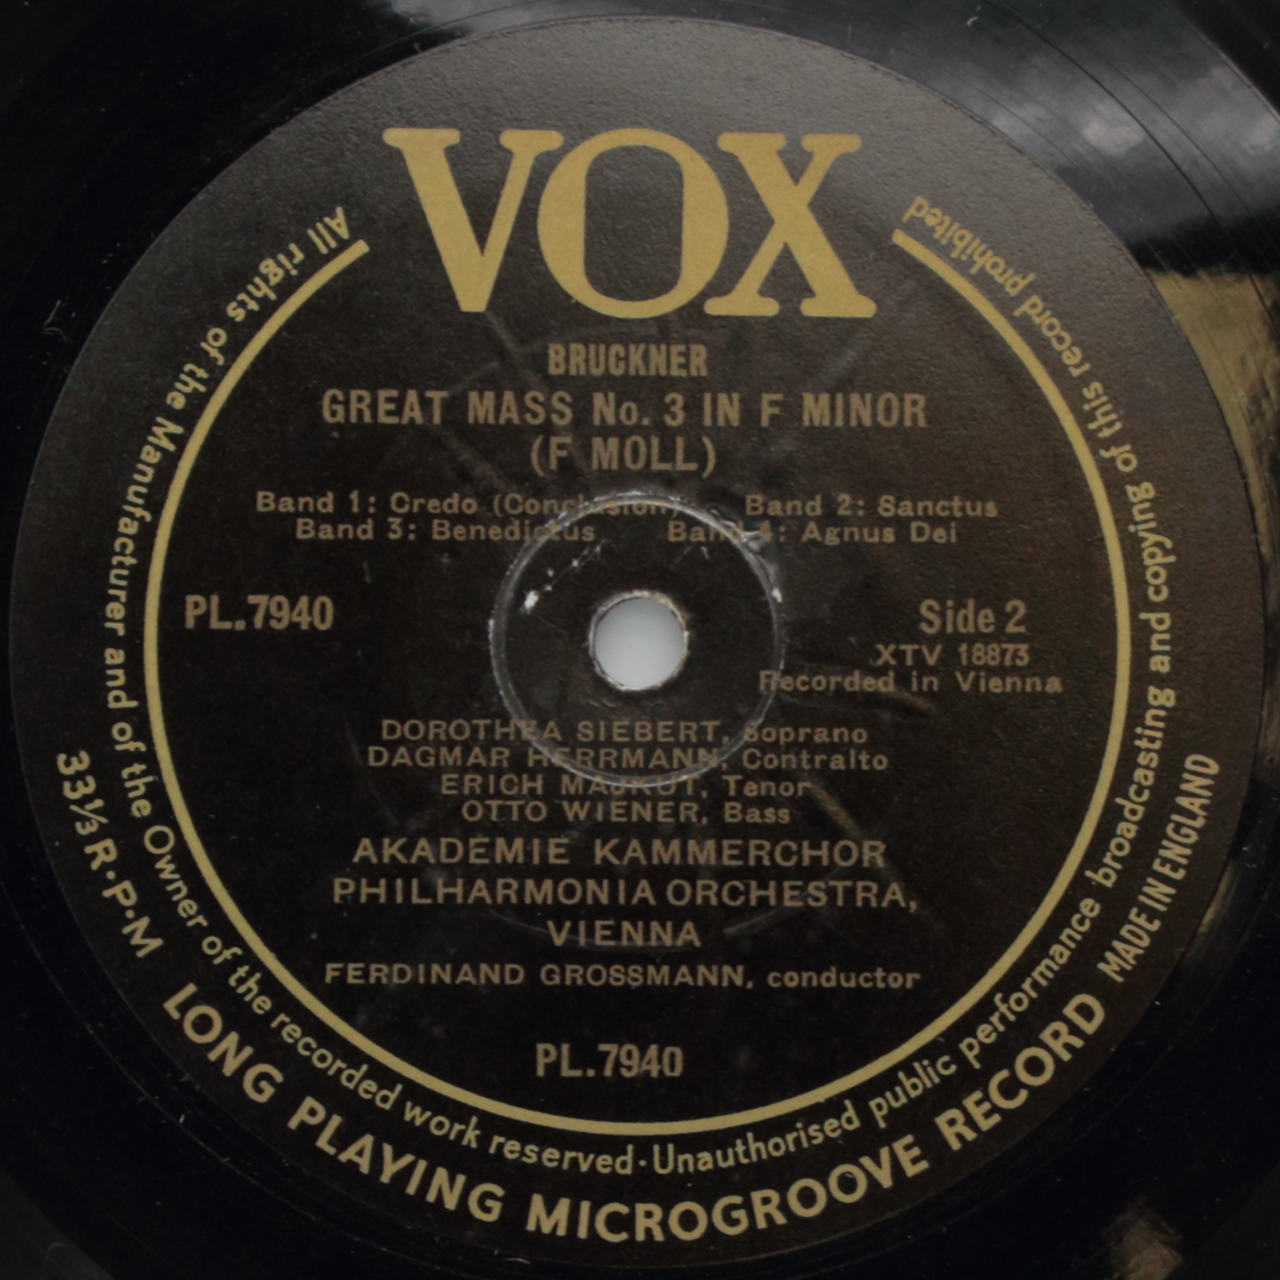 VOX
BRUCKNER
GREAT MASS No. 3 IN F MINOR
(F MOLL)
Band 1: Credo (Conclusion) Band 2: Sanctus
Band 3: Benedictus Band 4: Agnus Dei
PL.7940
Side 2
XTV 18873
Recorded in Vienna
DOROTHEA SIEBERT, Soprano
DAGMAR HERRMANN, Contralto
ERICH MAJKUT, Tenor
OTTO WIENER, Bass
AKADEMIE KAMMERCHOR
PHILHARMONIA ORCHESTRA,
VIENNA
FERDINAND GROSSMANN, conductor
PL.7940
All rights of the Manufacturer and of the Owner of the recorded work reserved · Unauthorised public performance broadcasting and copying of this record prohibited
33⅓ R·P·M LONG PLAYING MICROGROOVE RECORD MADE IN ENGLAND